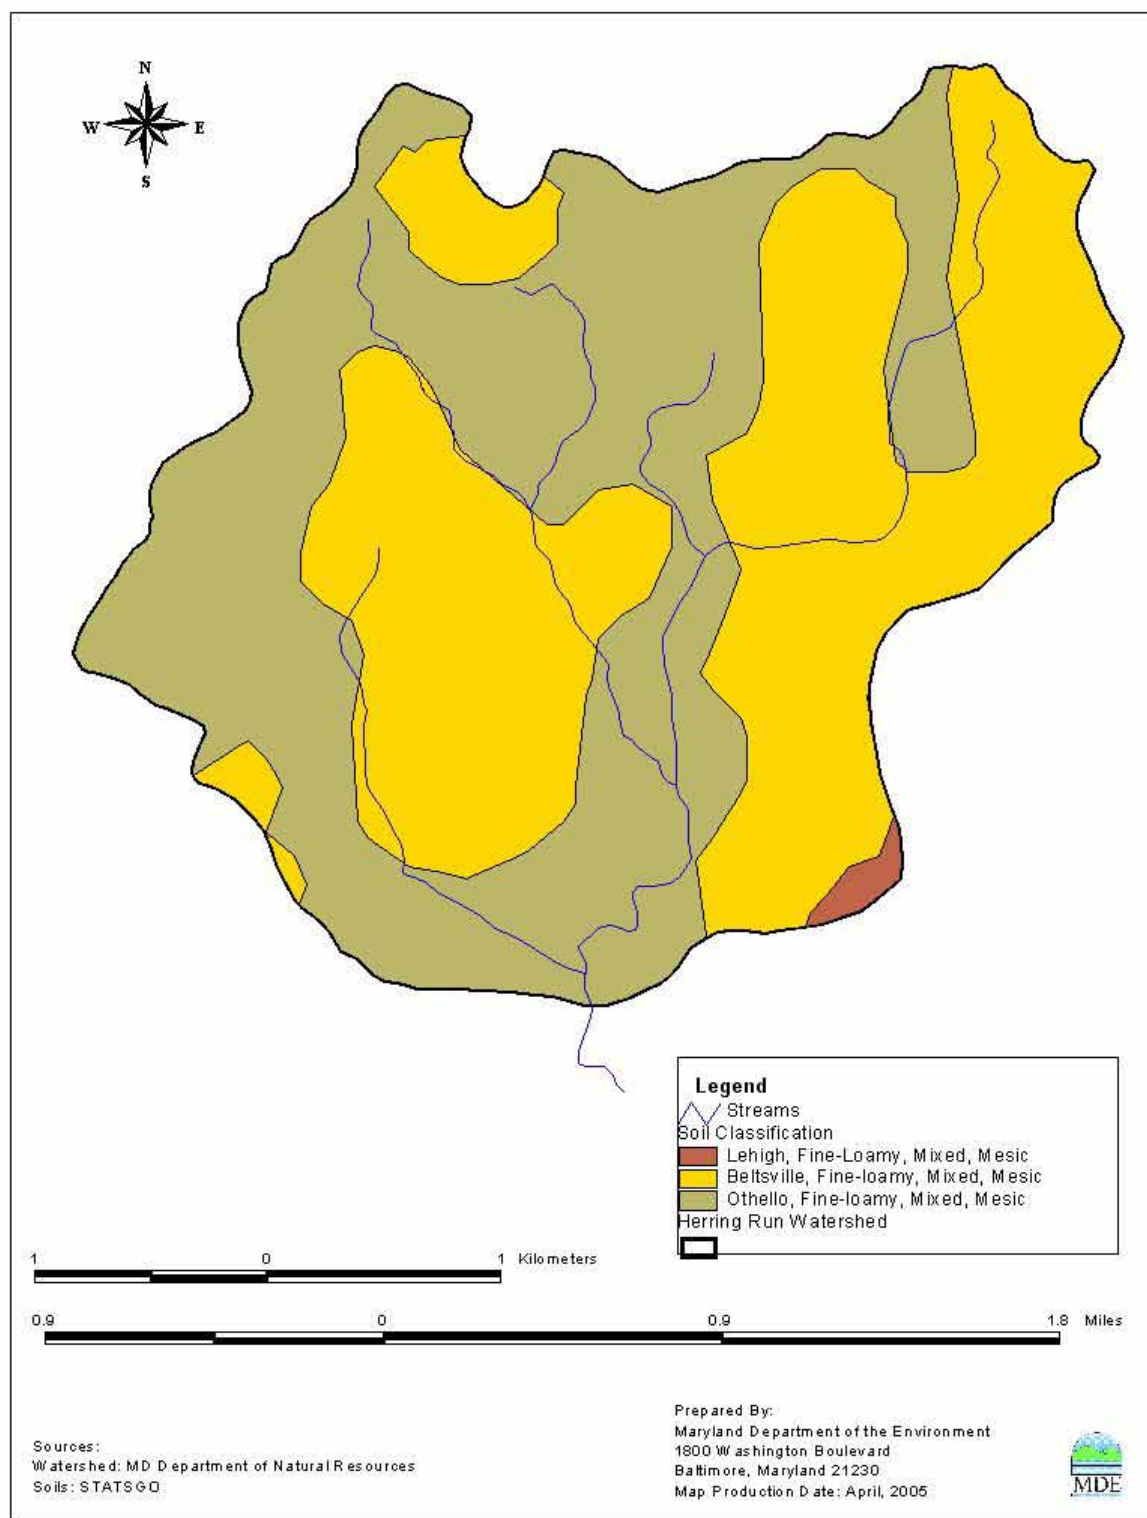 N
W E
S
Legend
Streams
Soil Classification
Lehigh, Fine-Loamy, Mixed, Mesic
Beltsville, Fine-loamy, Mixed, Mesic
Othello, Fine-loamy, Mixed, Mesic
Herring Run Watershed
1 0 1 Kilometers
0.9 0 0.9 1.8 Miles
Sources:
Watershed: MD Department of Natural Resources
Soils: STATSGO
Prepared By:
Maryland Department of the Environment
1800 Washington Boulevard
Baltimore, Maryland 21230
Map Production Date: April, 2005
MDE